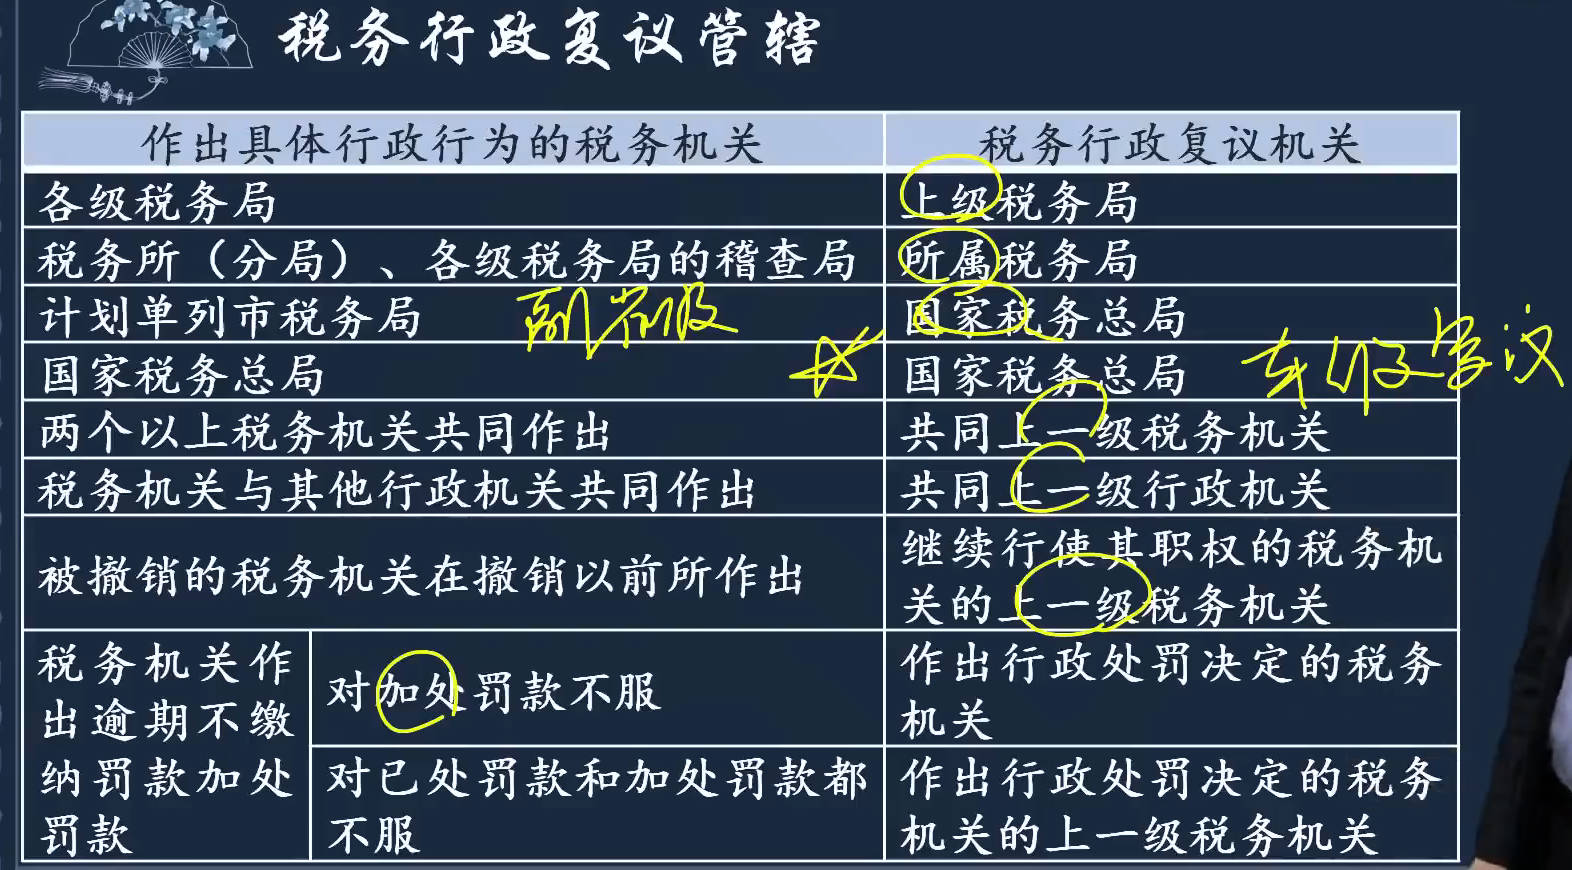 税务行政复议管辖
作出具体行政行为的税务机关
税务行政复议机关
各级税务局
上级税务局
税务所（分局）、各级税务局的稽查局
所属税务局
计划单列市税务局
副省级
国家税务总局
国家税务总局
国家税务总局
两个以上税务机关共同作出
共同上一级税务机关
税务机关与其他行政机关共同作出
共同上一级行政机关
被撤销的税务机关在撤销以前所作出
继续行使其职权的税务机
关的上一级税务机关
税务机关作
出逾期不缴
纳罚款加处
罚款
对加处罚款不服
作出行政处罚决定的税务
机关
对已处罚款和加处罚款都
不服
作出行政处罚决定的税务
机关的上一级税务机关